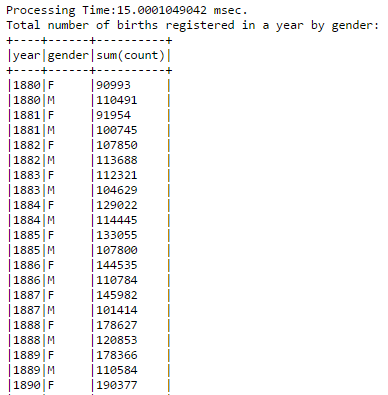 Processing Time:15.0001049042 msec.
Total number of births registered in a year by gender:
+----+------+----------+
|year|gender|sum(count)|
+----+------+----------+
|1880|F     |90993     |
|1880|M     |110491    |
|1881|F     |91954     |
|1881|M     |100745    |
|1882|F     |107850    |
|1882|M     |113688    |
|1883|F     |112321    |
|1883|M     |104629    |
|1884|F     |129022    |
|1884|M     |114445    |
|1885|F     |133055    |
|1885|M     |107800    |
|1886|F     |144535    |
|1886|M     |110784    |
|1887|F     |145982    |
|1887|M     |101414    |
|1888|F     |178627    |
|1888|M     |120853    |
|1889|F     |178366    |
|1889|M     |110584    |
|1890|F     |190377    |